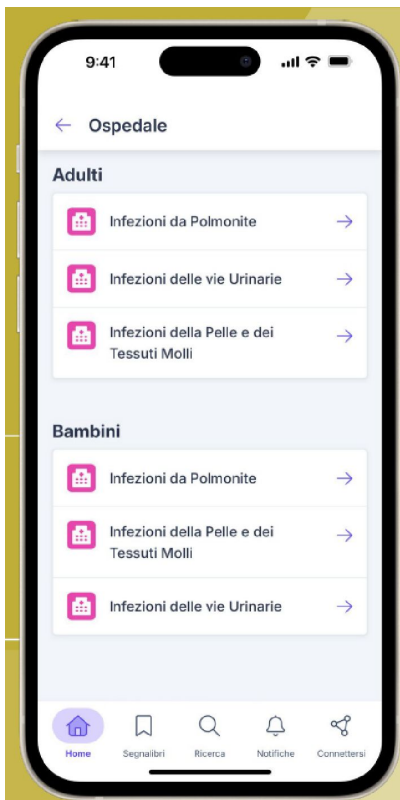 9:41
Ospedale
Adulti
Infezioni da Polmonite
Infezioni delle vie Urinarie
Infezioni della Pelle e dei
Tessuti Molli
Bambini
Infezioni da Polmonite
Infezioni della Pelle e dei
Tessuti Molli
Infezioni delle vie Urinarie
Home Segnalibri Ricerca Notifiche Connettersi